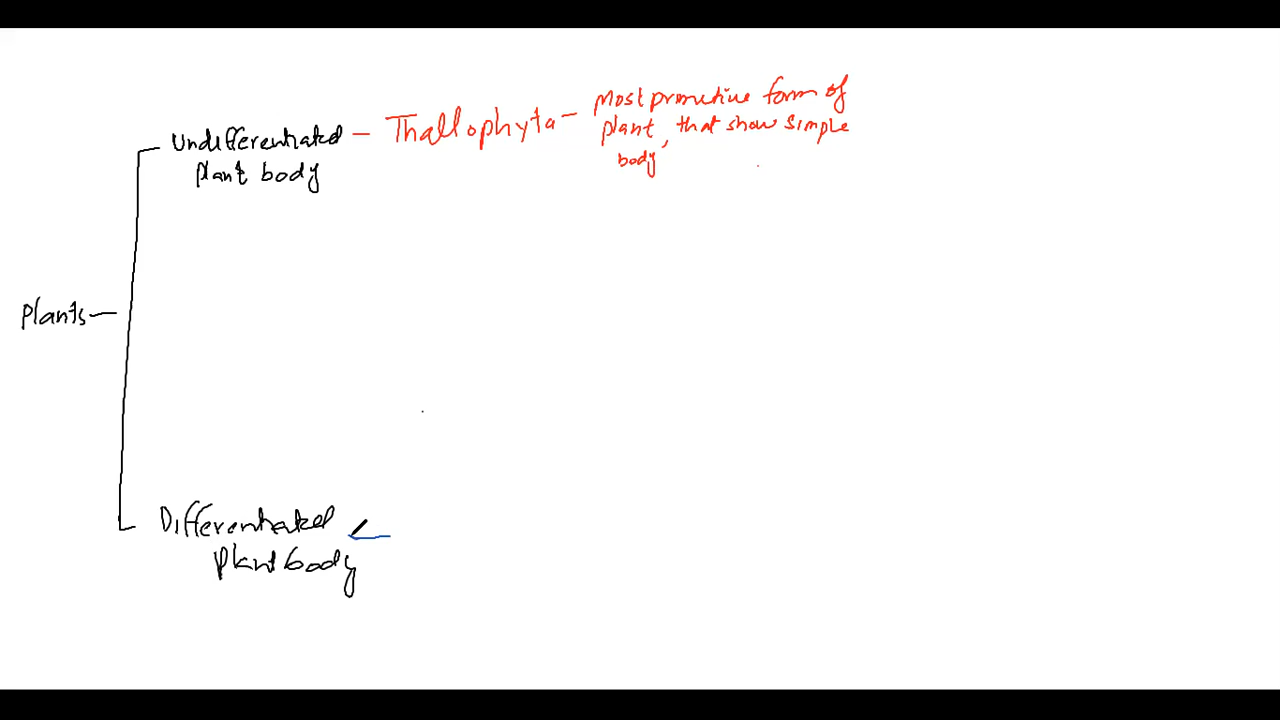 Most primitive form of
Undifferentiated – Thallophyta – plant, that show simple
plant body
body
Plants –
Differentiated
plant body